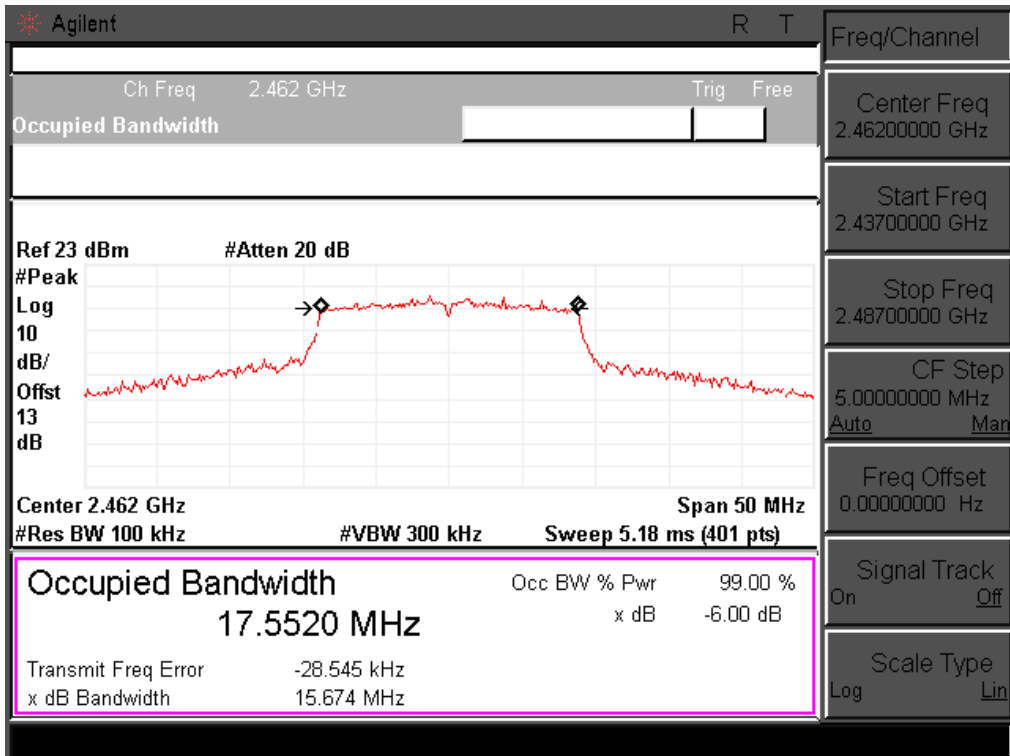 Agilent R T
Freq/Channel
Ch Freq 2.462 GHz Trig Free
Occupied Bandwidth
Center Freq
2.46200000 GHz
Start Freq
2.43700000 GHz
Ref 23 dBm #Atten 20 dB
#Peak
Log
10
dB/
Offst
13
dB
Stop Freq
2.48700000 GHz
CF Step
5.00000000 MHz
Auto Man
Center 2.462 GHz Span 50 MHz
#Res BW 100 kHz #VBW 300 kHz Sweep 5.18 ms (401 pts)
Freq Offset
0.00000000 Hz
Occupied Bandwidth Occ BW % Pwr 99.00 %
17.5520 MHz x dB -6.00 dB
Transmit Freq Error -28.545 kHz
x dB Bandwidth 15.674 MHz
Signal Track
On Off
Scale Type
Log Lin